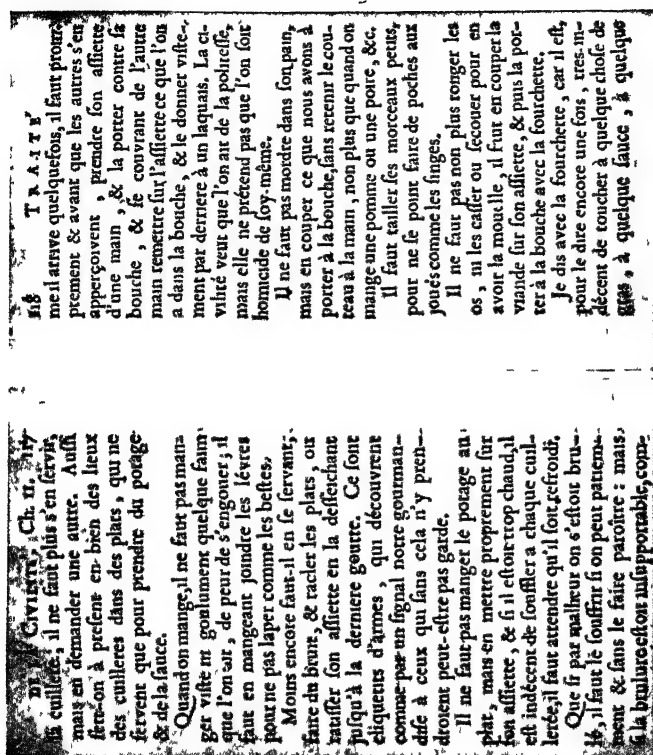 DE LA CIVILITÉ, Ch. II. 117
ſa cuillere, il ne faut plus s'en ſervir,
mais en demander une autre. Auſſi
ſert-on à preſent en bien des lieux
des cuilleres dans des plats, qui ne
ſervent que pour prendre du potage
& de la ſauce.
Quand on mange, il ne faut pas man-
ger viſte ni goulument quelque faim
que l'on ait, de peur de s'engouer; il
faut en mangeant joindre les lévres
pour ne pas laper comme les beſtes.
Moins encore faut-il en ſe ſervant,
faire du bruit, & racler les plats, ou
ratiſſer ſon aſſiette en la deſſeichant
juſqu'à la derniere goutte. Ce ſont
cliquetis d'armes, qui découvrent
comme par un ſignal notre gourman-
diſe à ceux qui ſans cela n'y pren-
droient peut-eſtre pas garde.
Il ne faut pas manger le potage au
plat, mais en mettre proprement ſur
ſon aſſiette, & ſi il eſtoit trop chaud, il
eſt indécent de ſouffler a chaque cuil-
lerée, il faut attendre qu'il ſoit refroidi.
Que ſi par malheur on s'eſtoit bru-
lé, il faut le ſouffrir ſi on peut patiem-
ment & ſans le faire paroître : mais
ſi la brulure eſtoit inſupportable, com-
118 TRAITÉ
me il arrive quelquefois, il faut prom-
ptement & avant que les autres s'en
apperçoivent, prendre ſon aſſiette
d'une main, & la porter contre ſa
bouche, & ſe couvrant de l'autre
main remettre ſur l'aſſiette ce que l'on
a dans la bouche, & le donner viſte-
ment par derriere à un laquais. La ci-
vilité veut que l'on ait de la politeſſe,
mais elle ne prétend pas que l'on ſoit
homicide de ſoy-même.
Il ne faut pas mordre dans ſon pain,
mais en couper ce que nous avons à
porter à la bouche, ſans retenir le cou-
teau à la main, non plus que quand on
mange une pomme ou une poire, &c.
Il faut tailler ſes morceaux petits,
pour ne ſe point faire de poches aux
joués comme les ſinges.
Il ne faut pas non plus ronger les
os, ni les caſſer ou ſecouer pour en
avoir la mouelle, il faut en couper la
viande ſur ſon aſſiette, & puis la por-
ter à la bouche avec la fourchette.
Je dis avec la fourchette, car il eſt,
pour le dire encore une fois, tres-in-
décent de toucher à quelque choſe de
gras, à quelque ſauce, à quelque